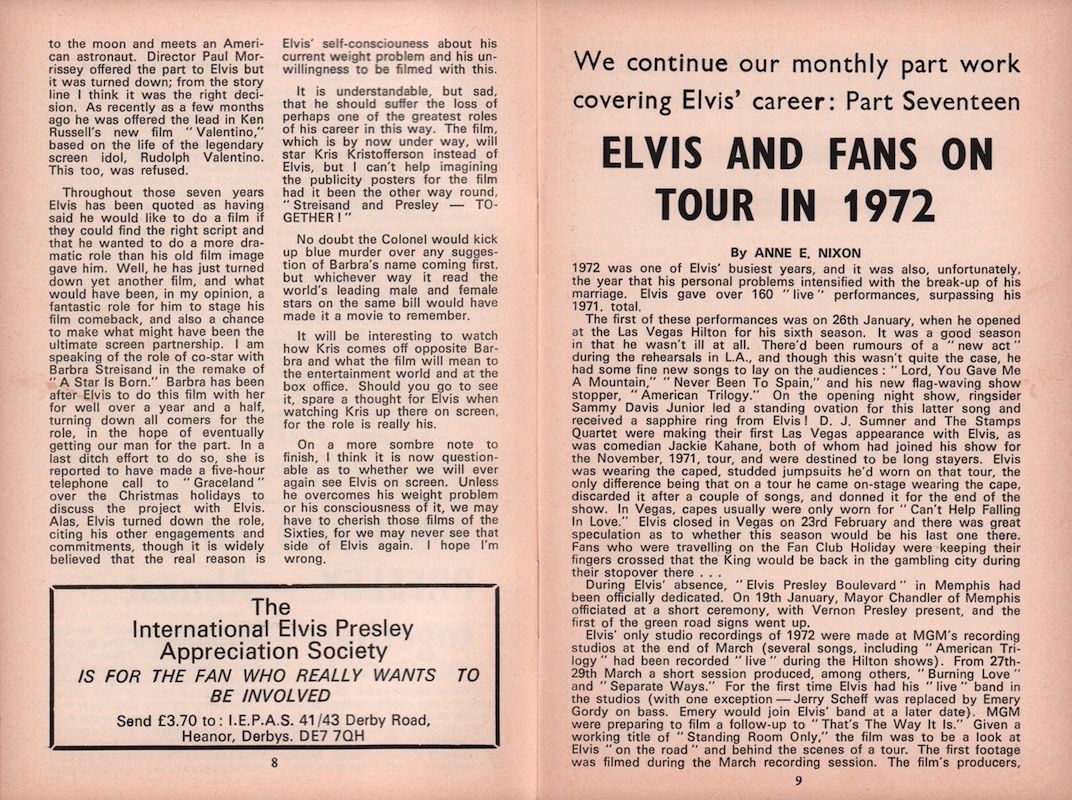 to the moon and meets an Ameri-
can astronaut. Director Paul Mor-
rissey offered the part to Elvis but
it was turned down; from the story
line I think it was the right deci-
sion. As recently as a few months
ago he was offered the lead in Ken
Russell's new film "Valentino,"
based on the life of the legendary
screen idol, Rudolph Valentino.
This too, was refused.
Throughout those seven years
Elvis has been quoted as having
said he would like to do a film if
they could find the right script and
that he wanted to do a more dra-
matic role than his old film image
gave him. Well, he has just turned
down yet another film, and what
would have been, in my opinion, a
fantastic role for him to stage his
film comeback, and also a chance
to make what might have been the
ultimate screen partnership. I am
speaking of the role of co-star with
Barbra Streisand in the remake of
"A Star Is Born." Barbra has been
after Elvis to do this film with her
for well over a year and a half,
turning down all comers for the
role, in the hope of eventually
getting our man for the part. In a
last ditch effort to do so, she is
reported to have made a five-hour
telephone call to "Graceland"
over the Christmas holidays to
discuss the project with Elvis.
Alas, Elvis turned down the role,
citing his other engagements and
commitments, though it is widely
believed that the real reason is
Elvis' self-consciousness about his
current weight problem and his un-
willingness to be filmed with this.
It is understandable, but sad,
that he should suffer the loss of
perhaps one of the greatest roles
of his career in this way. The film,
which is by now under way, will
star Kris Kristofferson instead of
Elvis, but I can't help imagining
the publicity posters for the film
had it been the other way round,
"Streisand and Presley — TO-
GETHER!"
No doubt the Colonel would kick
up blue murder over any sugges-
tion of Barbra's name coming first,
but whichever way it read the
world's leading male and female
stars on the same bill would have
made it a movie to remember.
It will be interesting to watch
how Kris comes off opposite Bar-
bra and what the film will mean to
the entertainment world and at the
box office. Should you go to see
it, spare a thought for Elvis when
watching Kris up there on screen,
for the role is really his.
On a more sombre note to
finish, I think it is now question-
able as to whether we will ever
again see Elvis on screen. Unless
he overcomes his weight problem
or his consciousness of it, we may
have to cherish those films of the
Sixties, for we may never see that
side of Elvis again. I hope I'm
wrong.
The
International Elvis Presley
Appreciation Society
IS FOR THE FAN WHO REALLY WANTS TO
BE INVOLVED
Send £3.70 to: I.E.P.A.S. 41/43 Derby Road,
Heanor, Derbys. DE7 7QH
8
We continue our monthly part work
covering Elvis' career: Part Seventeen
ELVIS AND FANS ON
TOUR IN 1972
By ANNE E. NIXON
1972 was one of Elvis' busiest years, and it was also, unfortunately,
the year that his personal problems intensified with the break-up of his
marriage. Elvis gave over 160 "live" performances, surpassing his
1971. total.
The first of these performances was on 26th January, when he opened
at the Las Vegas Hilton for his sixth season. It was a good season
in that he wasn't ill at all. There'd been rumours of a "new act"
during the rehearsals in L.A., and though this wasn't quite the case, he
had some fine new songs to lay on the audiences: "Lord, You Gave Me
A Mountain," "Never Been To Spain," and his new flag-waving show
stopper, "American Trilogy." On the opening night show, ringsider
Sammy Davis Junior led a standing ovation for this latter song and
received a sapphire ring from Elvis! D. J. Sumner and The Stamps
Quartet were making their first Las Vegas appearance with Elvis, as
was comedian Jackie Kahane, both of whom had joined his show for
the November, 1971, tour, and were destined to be long stayers. Elvis
was wearing the caped, studded jumpsuits he'd worn on that tour, the
only difference being that on a tour he came on-stage wearing the cape,
discarded it after a couple of songs, and donned it for the end of the
show. In Vegas, capes usually were only worn for "Can't Help Falling
In Love." Elvis closed in Vegas on 23rd February and there was great
speculation as to whether this season would be his last one there.
Fans who were travelling on the Fan Club Holiday were keeping their
fingers crossed that the King would be back in the gambling city during
their stopover there . . .
During Elvis' absence, "Elvis Presley Boulevard" in Memphis had
been officially dedicated. On 19th January, Mayor Chandler of Memphis
officiated at a short ceremony, with Vernon Presley present, and the
first of the green road signs went up.
Elvis' only studio recordings of 1972 were made at MGM's recording
studios at the end of March (several songs, including "American Tri-
logy" had been recorded "live" during the Hilton shows). From 27th-
29th March a short session produced, among others, "Burning Love"
and "Separate Ways." For the first time Elvis had his "live" band in
the studios (with one exception — Jerry Scheff was replaced by Emery
Gordy on bass. Emery would join Elvis' band at a later date). MGM
were preparing to film a follow-up to "That's The Way It Is." Given a
working title of "Standing Room Only," the film was to be a look at
Elvis "on the road" and behind the scenes of a tour. The first footage
was filmed during the March recording session. The film's producers,
9